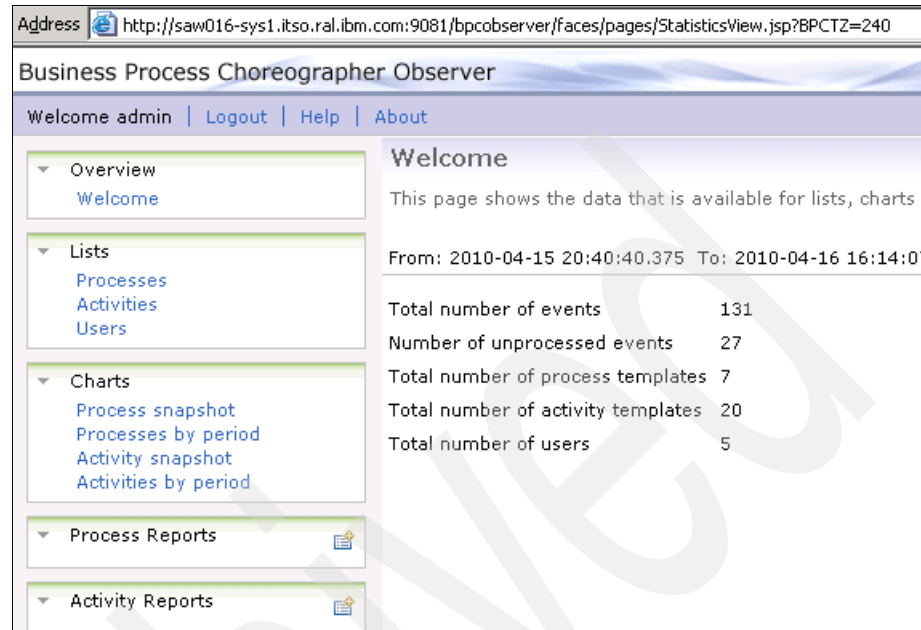 Address http://saw016-sys1.itso.ral.ibm.com:9081/bpcobserver/faces/pages/StatisticsView.jsp?BPCTZ=240
Business Process Choreographer Observer
Welcome admin | Logout | Help | About
Overview
Welcome
Lists
Processes
Activities
Users
Charts
Process snapshot
Processes by period
Activity snapshot
Activities by period
Process Reports
Activity Reports
Welcome
This page shows the data that is available for lists, charts
From: 2010-04-15 20:40:40.375 To: 2010-04-16 16:14:0
Total number of events 131
Number of unprocessed events 27
Total number of process templates 7
Total number of activity templates 20
Total number of users 5